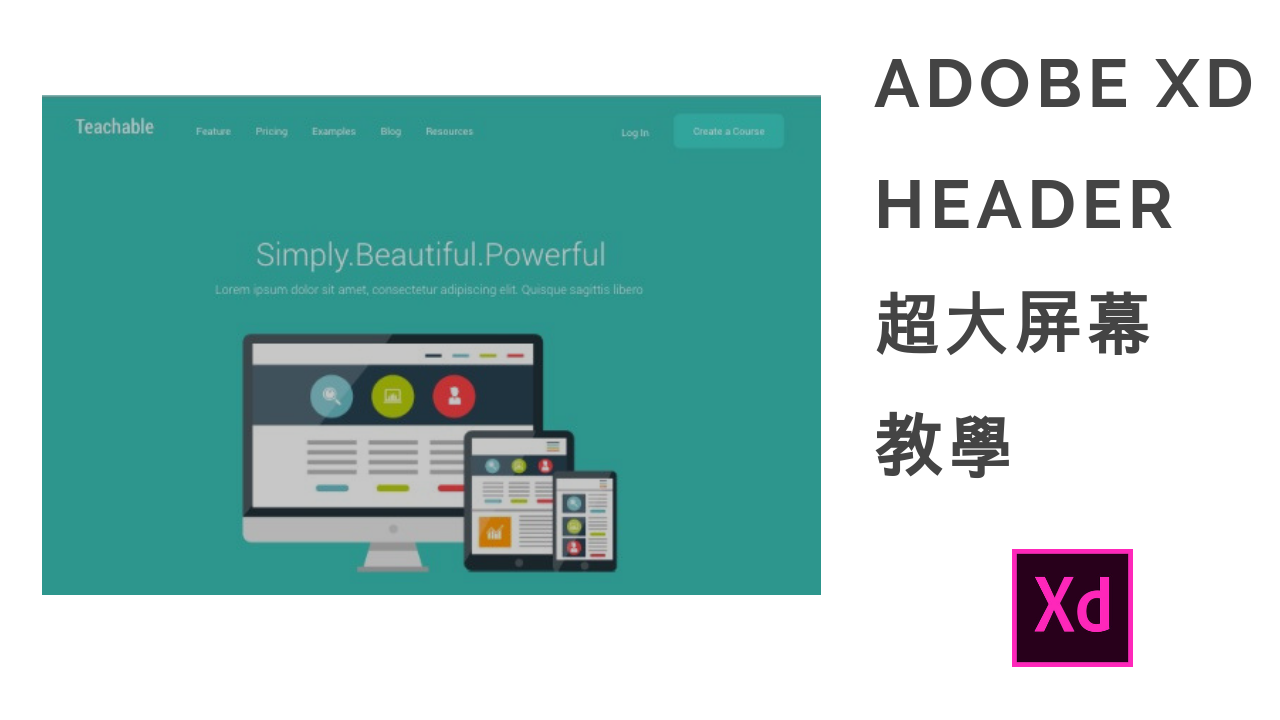 Teachable
Feature
Pricing
Examples
Blog
Resources
Log In
Create a Course
Simply.Beautiful.Powerful
Lorem ipsum dolor sit amet, consectetur adipiscing elit. Quisque sagittis libero
ADOBE XD
HEADER
超大屏幕
教學
Xd